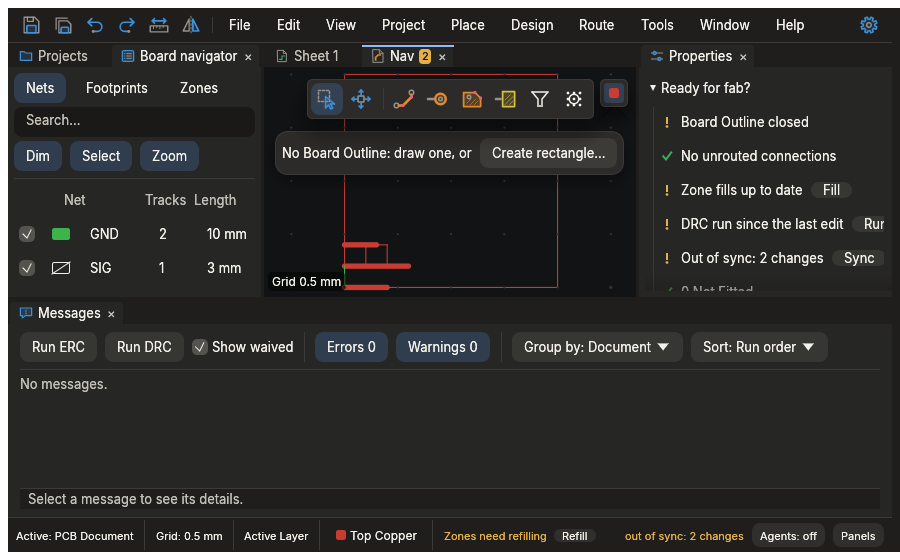 File Edit View Project Place Design Route Tools Window Help
Projects Board navigator × Sheet 1 Nav 2 × Properties ×
Nets Footprints Zones
Search...
Dim Select Zoom
Net Tracks Length
GND 2 10 mm
SIG 1 3 mm
No Board Outline: draw one, or Create rectangle...
Grid 0.5 mm
Ready for fab?
! Board Outline closed
No unrouted connections
! Zone fills up to date Fill
! DRC run since the last edit Run
! Out of sync: 2 changes Sync
0 Not Fitted
Messages ×
Run ERC Run DRC Show waived Errors 0 Warnings 0 Group by: Document Sort: Run order
No messages.
Select a message to see its details.
Active: PCB Document Grid: 0.5 mm Active Layer Top Copper Zones need refilling Refill out of sync: 2 changes Agents: off Panels